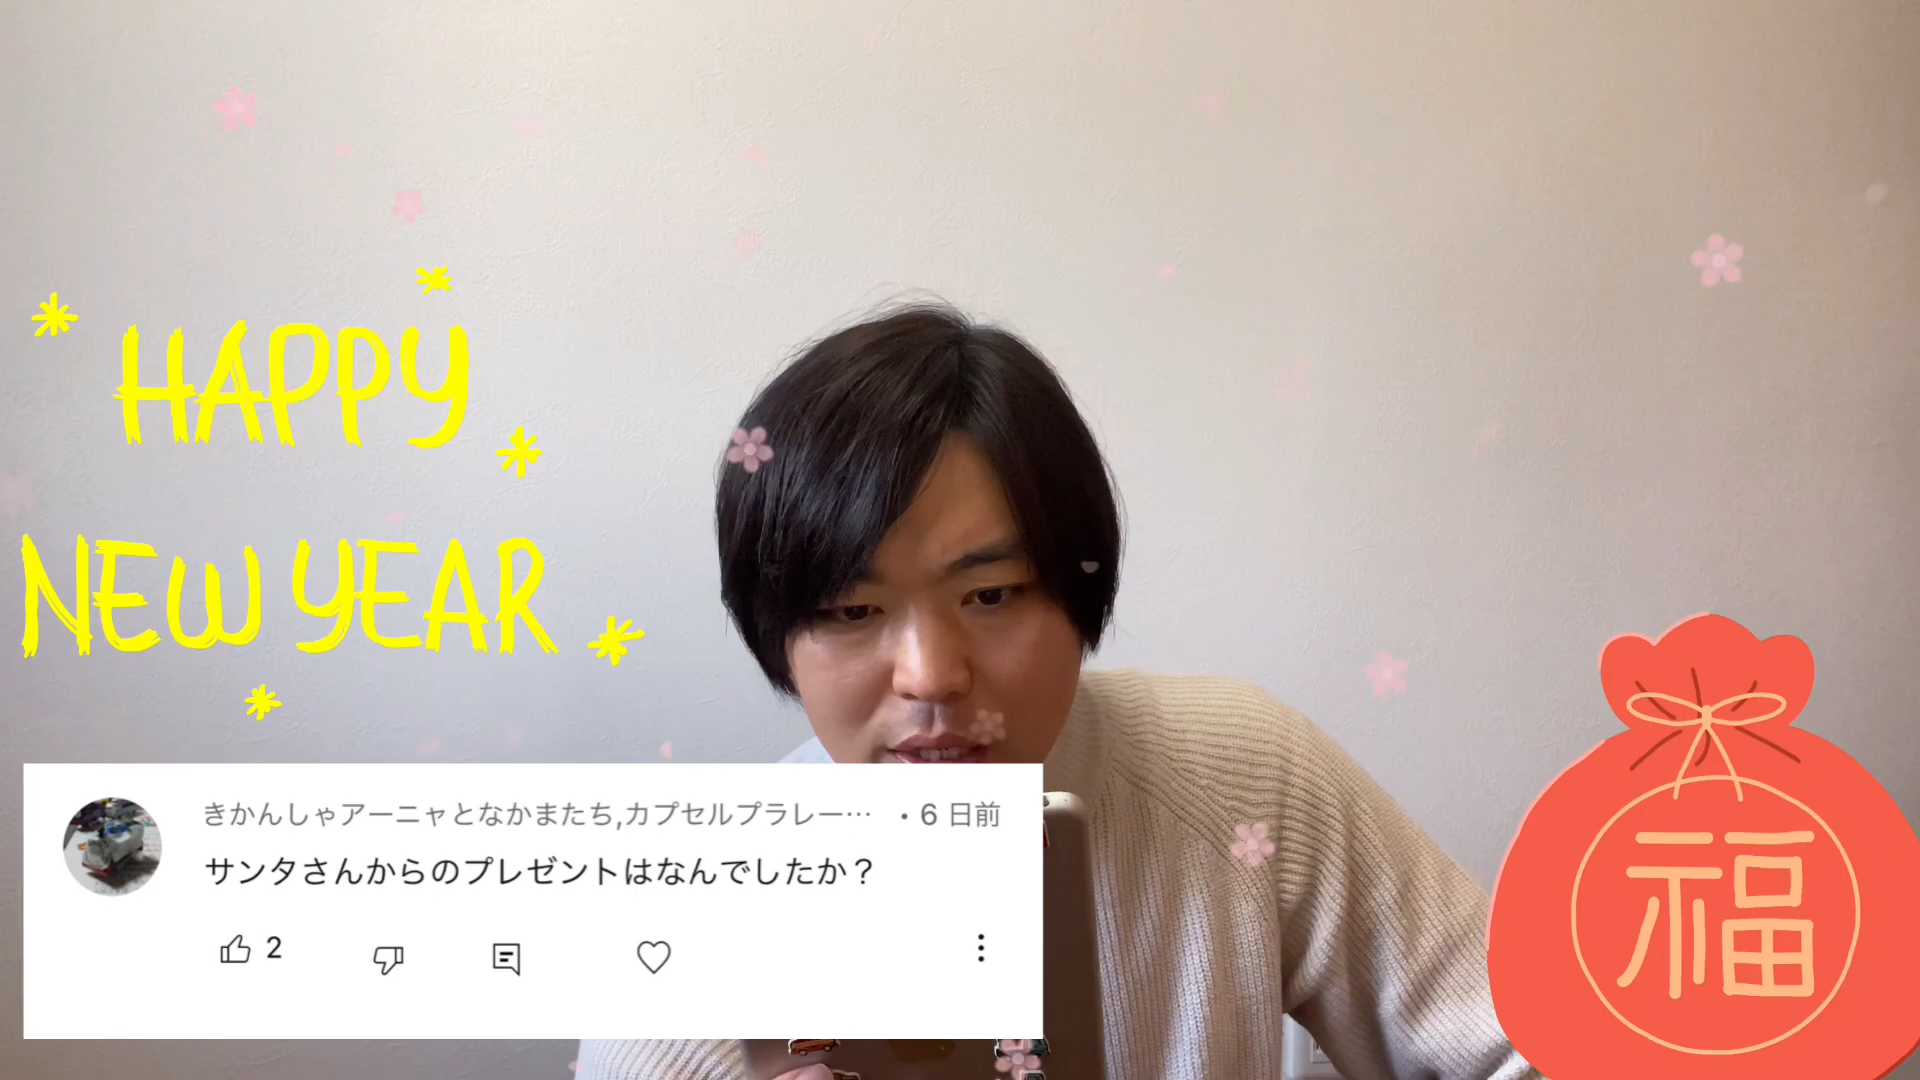 HAPPY
NEW YEAR
きかんしゃアーニャとなかまたち,カプセルプラレー… ・6 日前
サンタさんからのプレゼントはなんでしたか？
2
福